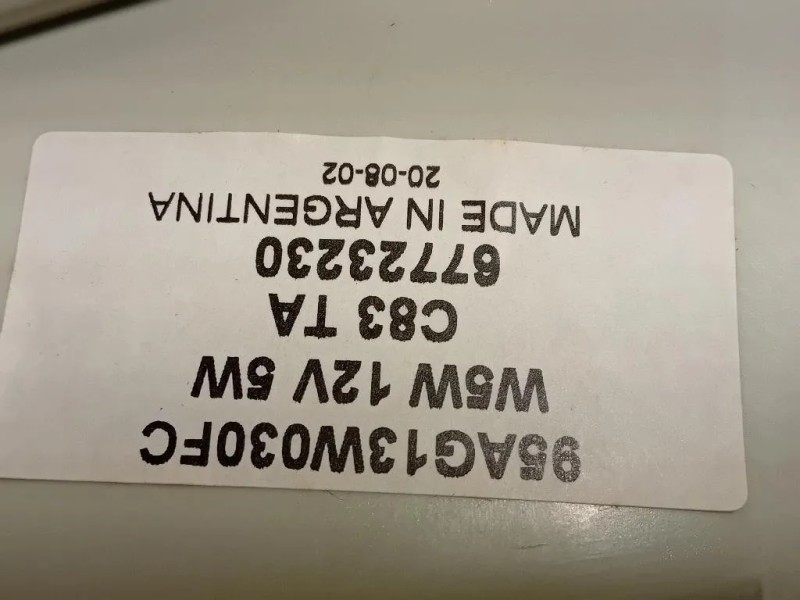 95AG13W030FC
W5W 12V 5W
C83 TA
67723230
MADE IN ARGENTINA
20-08-02